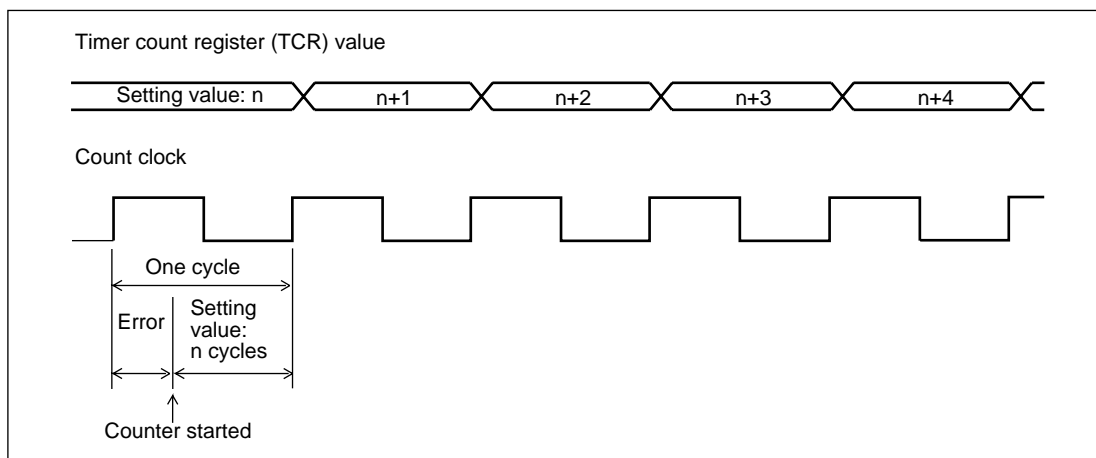 Timer count register (TCR) value
Setting value: n
n+1
n+2
n+3
n+4
Count clock
One cycle
Error
Setting
value:
n cycles
Counter started